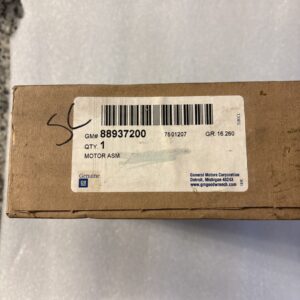 SC
GM# 88937200 7601207 GR. 16.260
QTY. 1
MOTOR ASM
Genuine
GM
General Motors Corporation
Detroit, Michigan 48243
www.gmgoodwrench.com